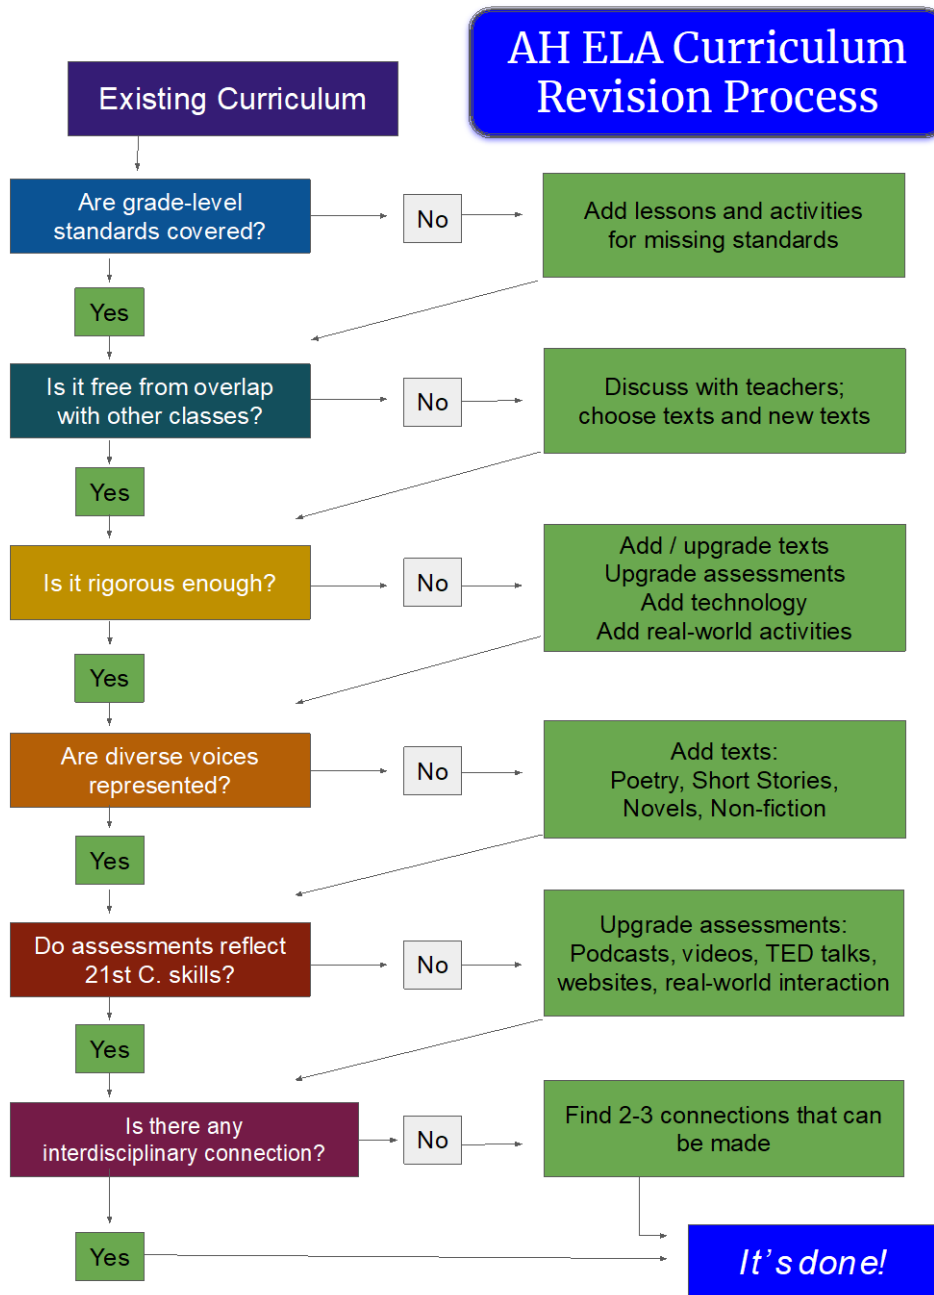 AH ELA Curriculum
Revision Process
Existing Curriculum
Are grade-level
standards covered?
No
Add lessons and activities
for missing standards
Yes
Is it free from overlap
with other classes?
No
Discuss with teachers;
choose texts and new texts
Yes
Is it rigorous enough?
No
Add / upgrade texts
Upgrade assessments
Add technology
Add real-world activities
Yes
Are diverse voices
represented?
No
Add texts:
Poetry, Short Stories,
Novels, Non-fiction
Yes
Do assessments reflect
21st C. skills?
No
Upgrade assessments:
Podcasts, videos, TED talks,
websites, real-world interaction
Yes
Is there any
interdisciplinary connection?
No
Find 2-3 connections that can
be made
Yes
It's done!